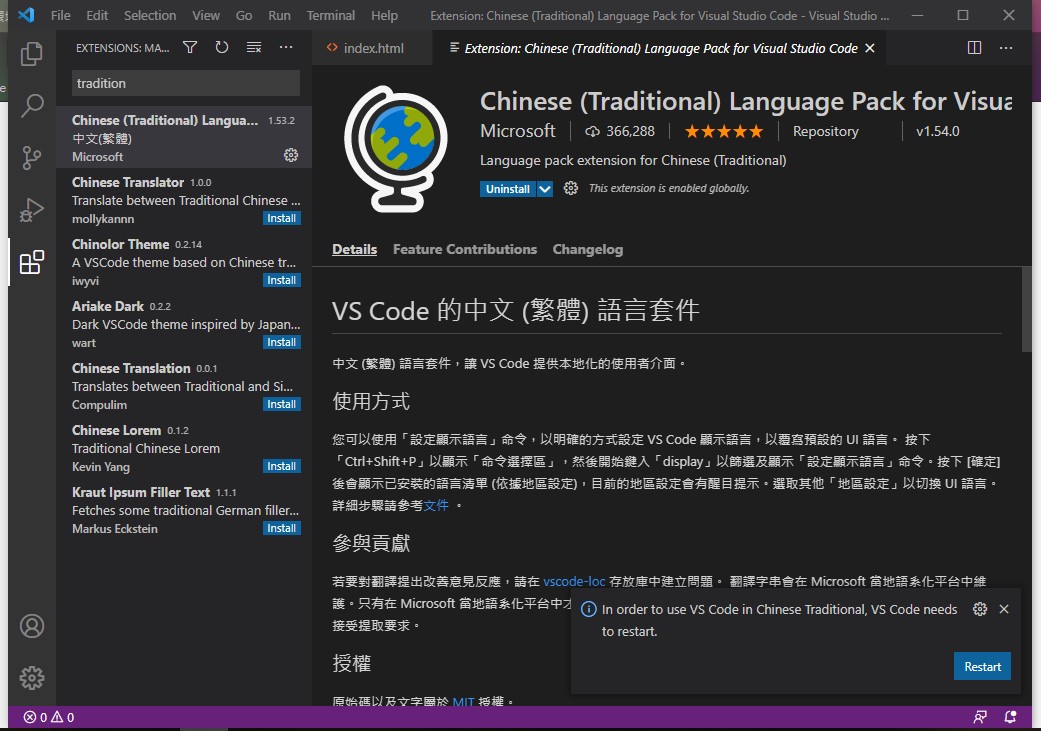 File Edit Selection View Go Run Terminal Help Extension: Chinese (Traditional) Language Pack for Visual Studio Code - Visual Studio ...
EXTENSIONS: MA...
index.html
Extension: Chinese (Traditional) Language Pack for Visual Studio Code
tradition
Chinese (Traditional) Langua... 1.53.2
中文(繁體)
Microsoft
Chinese Translator 1.0.0
Translate between Traditional Chinese ...
mollykannn Install
Chinolor Theme 0.2.14
A VSCode theme based on Chinese tr...
iwyvi Install
Ariake Dark 0.2.2
Dark VSCode theme inspired by Japan...
wart Install
Chinese Translation 0.0.1
Translates between Traditional and Si...
Compulim Install
Chinese Lorem 0.1.2
Traditional Chinese Lorem
Kevin Yang Install
Kraut Ipsum Filler Text 1.1.1
Fetches some traditional German filler...
Markus Eckstein Install
Chinese (Traditional) Language Pack for Visua
Microsoft 366,288 ★★★★★ Repository v1.54.0
Language pack extension for Chinese (Traditional)
Uninstall This extension is enabled globally.
Details Feature Contributions Changelog
VS Code 的中文 (繁體) 語言套件
中文 (繁體) 語言套件，讓 VS Code 提供本地化的使用者介面。
使用方式
您可以使用「設定顯示語言」命令，以明確的方式設定 VS Code 顯示語言，以覆寫預設的 UI 語言。 按下
「Ctrl+Shift+P」以顯示「命令選擇區」，然後開始鍵入「display」以篩選及顯示「設定顯示語言」命令。按下 [確定]
後會顯示已安裝的語言清單 (依據地區設定)，目前的地區設定會有醒目提示。選取其他「地區設定」以切換 UI 語言。
詳細步驟請參考文件 。
參與貢獻
若要對翻譯提出改善意見反應，請在 vscode-loc 存放庫中建立問題。 翻譯字串會在 Microsoft 當地語系化平台中維
護。只有在 Microsoft 當地語系化平台中才
接受提取要求。
授權
原始碼以及文字屬於 MIT 授權。
In order to use VS Code in Chinese Traditional, VS Code needs
to restart.
Restart
0 0